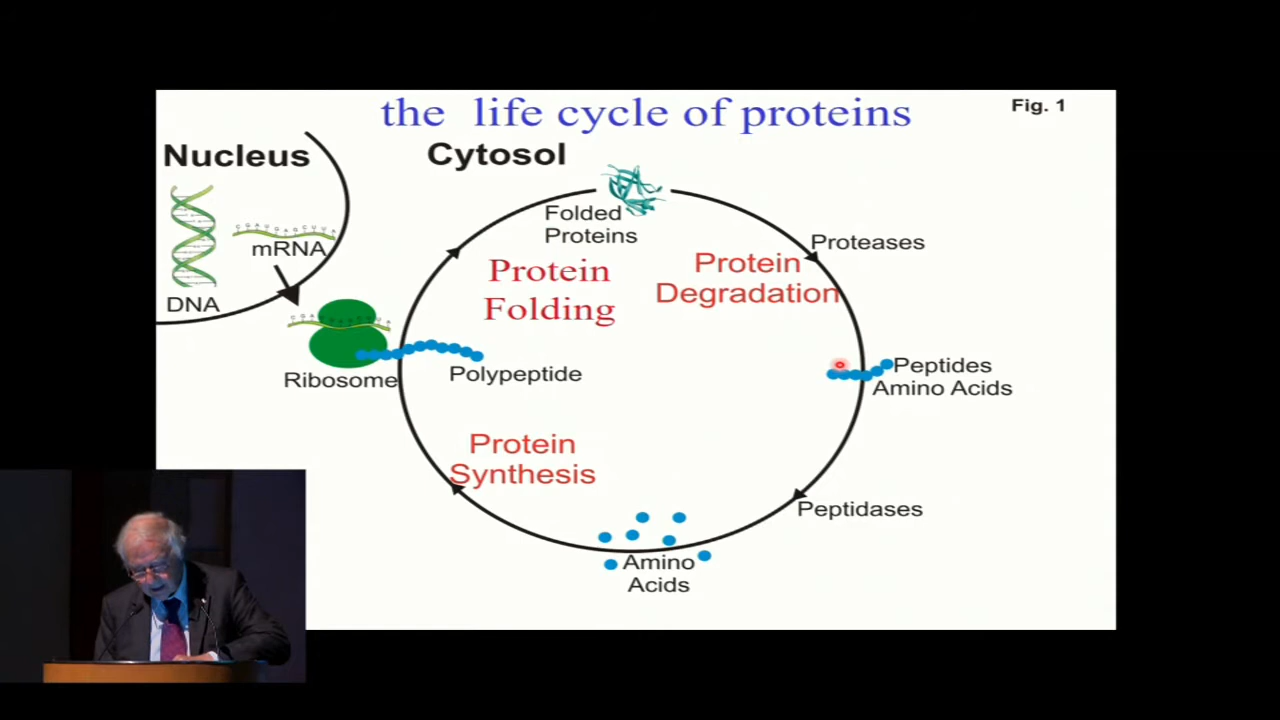 the life cycle of proteins
Fig. 1
Nucleus
Cytosol
Folded
Proteins
Proteases
mRNA
Protein
Folding
Protein
Degradation
DNA
Ribosome
Polypeptide
Peptides
Amino Acids
Protein
Synthesis
Peptidases
Amino
Acids